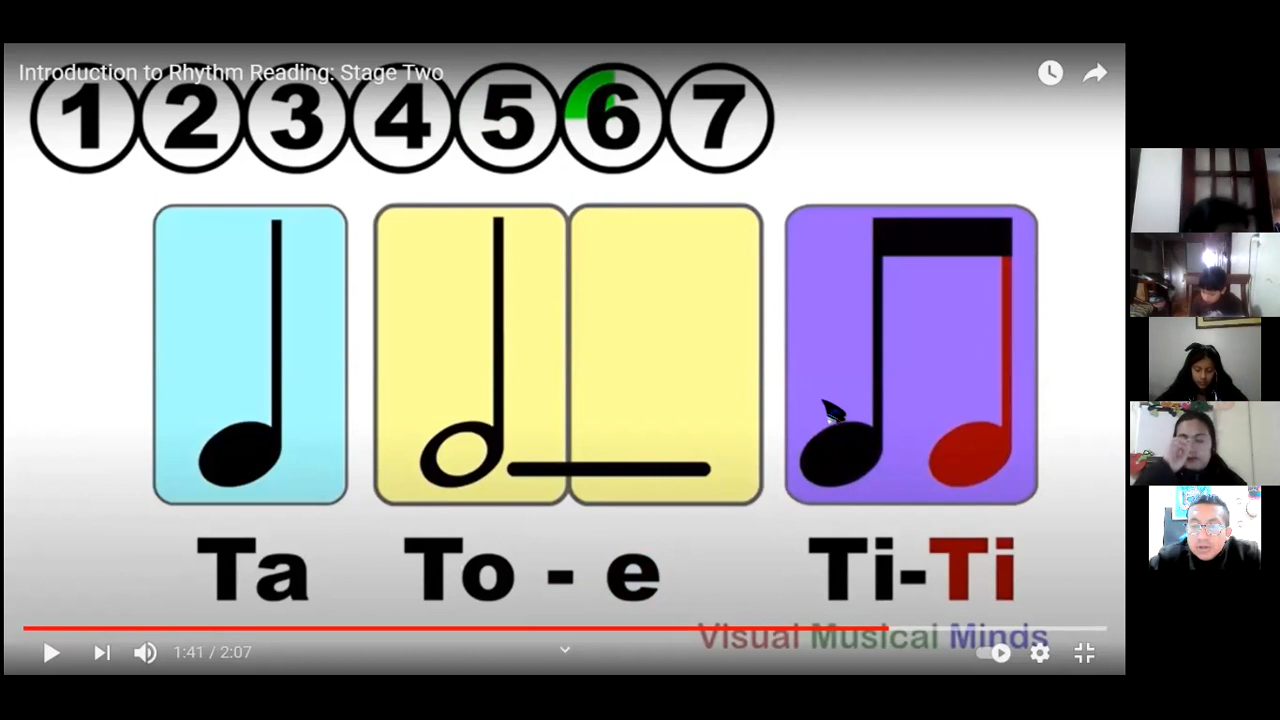 Introduction to Rhythm Reading: Stage Two
1 2 3 4 5 6 7
Ta To - e Ti-Ti
Visual Musical Minds
1:41 / 2:07